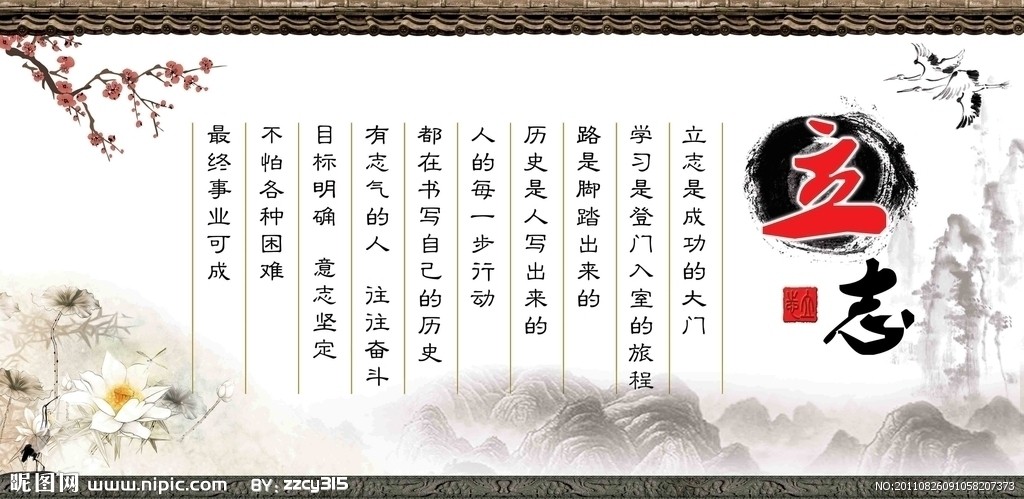 立
志
立志是成功的大门
学习是登门入室的旅程
路是脚踏出来的
历史是人写出来的
人的每一步行动
都在书写自己的历史
有志气的人 往往奋斗
目标明确 意志坚定
不怕各种困难
最终事业可成
昵图网 www.nipic.com BY: zzcy315
NO:20110826091058207373